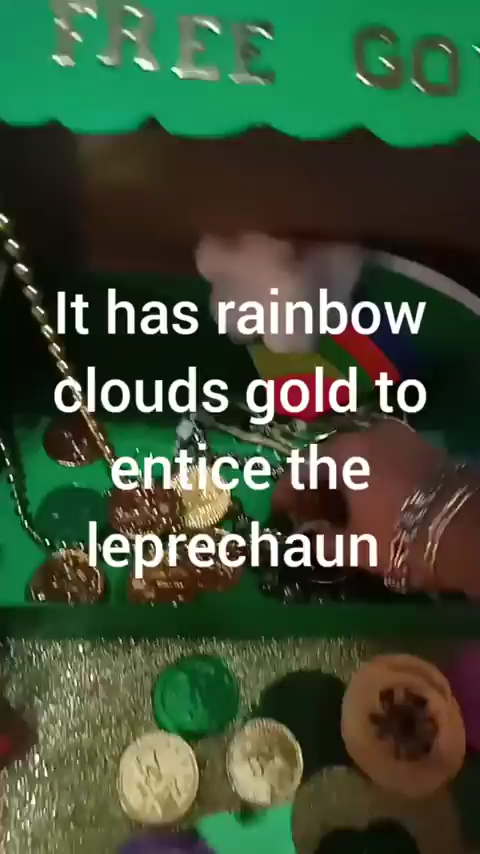 FREE GO
It has rainbow
clouds gold to
entice the
leprechaun